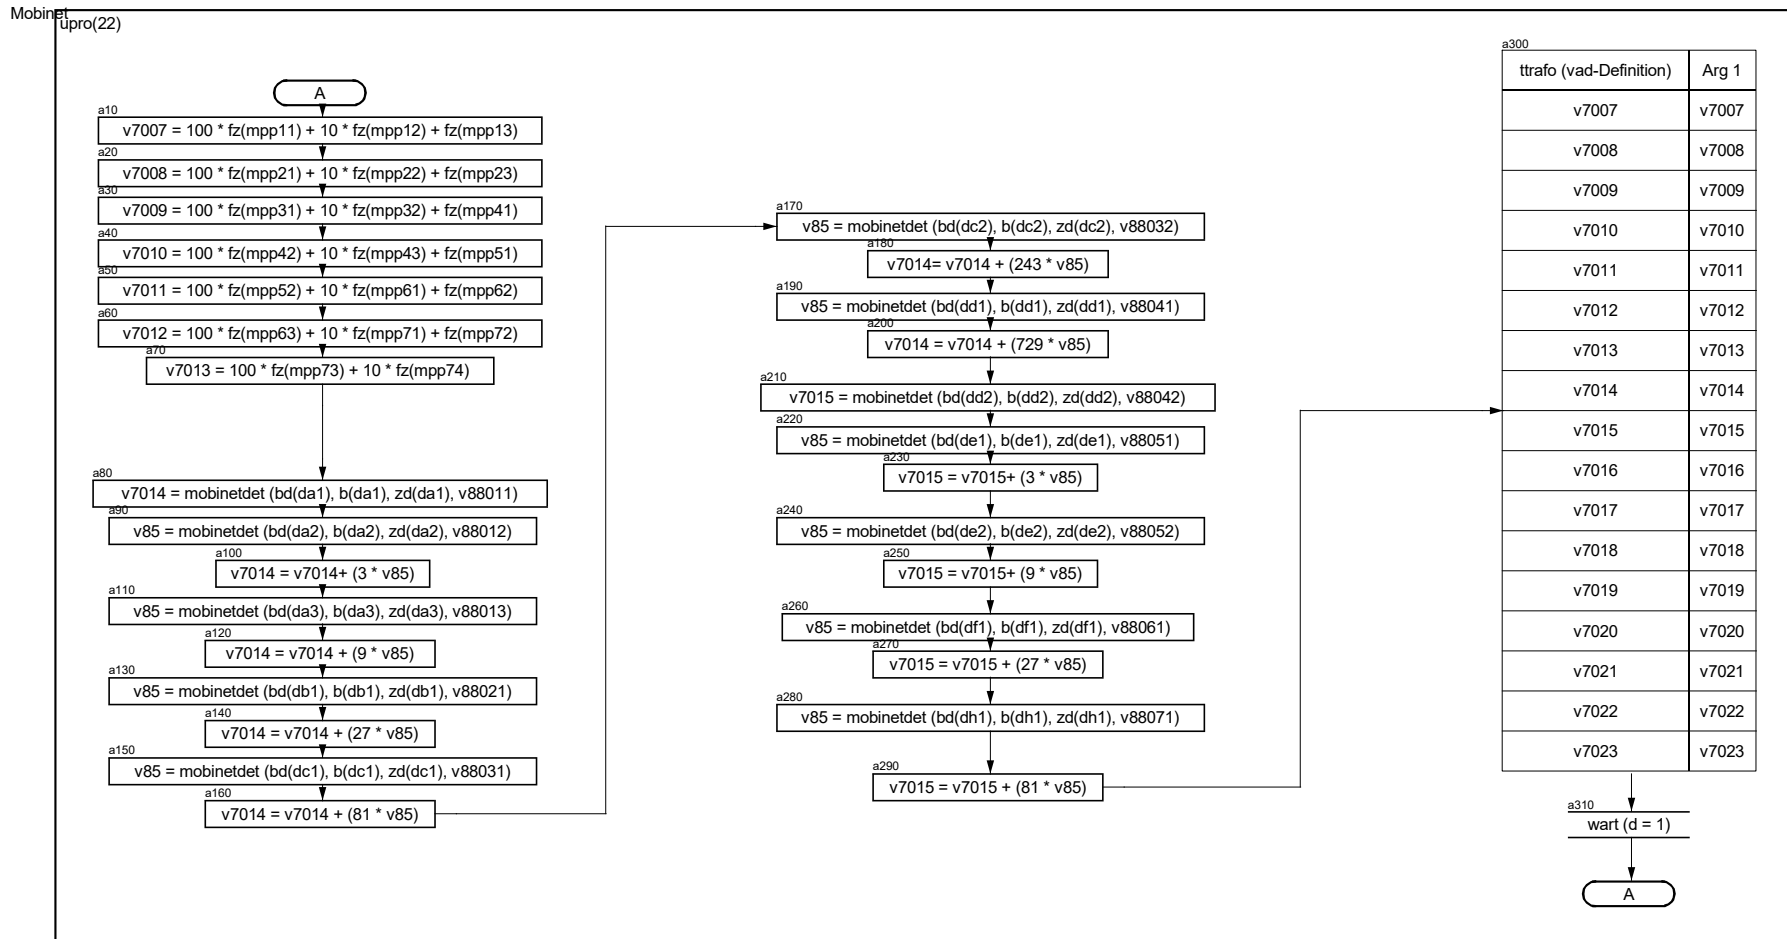 Mobinet
upro(22)
A
a10
v7007 = 100 * fz(mpp11) + 10 * fz(mpp12) + fz(mpp13)
a20
v7008 = 100 * fz(mpp21) + 10 * fz(mpp22) + fz(mpp23)
a30
v7009 = 100 * fz(mpp31) + 10 * fz(mpp32) + fz(mpp41)
a40
v7010 = 100 * fz(mpp42) + 10 * fz(mpp43) + fz(mpp51)
a50
v7011 = 100 * fz(mpp52) + 10 * fz(mpp61) + fz(mpp62)
a60
v7012 = 100 * fz(mpp63) + 10 * fz(mpp71) + fz(mpp72)
a70
v7013 = 100 * fz(mpp73) + 10 * fz(mpp74)
a80
v7014 = mobinetdet (bd(da1), b(da1), zd(da1), v88011)
a90
v85 = mobinetdet (bd(da2), b(da2), zd(da2), v88012)
a100
v7014 = v7014+ (3 * v85)
a110
v85 = mobinetdet (bd(da3), b(da3), zd(da3), v88013)
a120
v7014 = v7014 + (9 * v85)
a130
v85 = mobinetdet (bd(db1), b(db1), zd(db1), v88021)
a140
v7014 = v7014 + (27 * v85)
a150
v85 = mobinetdet (bd(dc1), b(dc1), zd(dc1), v88031)
a160
v7014 = v7014 + (81 * v85)
a170
v85 = mobinetdet (bd(dc2), b(dc2), zd(dc2), v88032)
a180
v7014= v7014 + (243 * v85)
a190
v85 = mobinetdet (bd(dd1), b(dd1), zd(dd1), v88041)
a200
v7014 = v7014 + (729 * v85)
a210
v7015 = mobinetdet (bd(dd2), b(dd2), zd(dd2), v88042)
a220
v85 = mobinetdet (bd(de1), b(de1), zd(de1), v88051)
a230
v7015 = v7015+ (3 * v85)
a240
v85 = mobinetdet (bd(de2), b(de2), zd(de2), v88052)
a250
v7015 = v7015+ (9 * v85)
a260
v85 = mobinetdet (bd(df1), b(df1), zd(df1), v88061)
a270
v7015 = v7015 + (27 * v85)
a280
v85 = mobinetdet (bd(dh1), b(dh1), zd(dh1), v88071)
a290
v7015 = v7015 + (81 * v85)
a300
ttrafo (vad-Definition) Arg 1
v7007 v7007
v7008 v7008
v7009 v7009
v7010 v7010
v7011 v7011
v7012 v7012
v7013 v7013
v7014 v7014
v7015 v7015
v7016 v7016
v7017 v7017
v7018 v7018
v7019 v7019
v7020 v7020
v7021 v7021
v7022 v7022
v7023 v7023
a310
wart (d = 1)
A